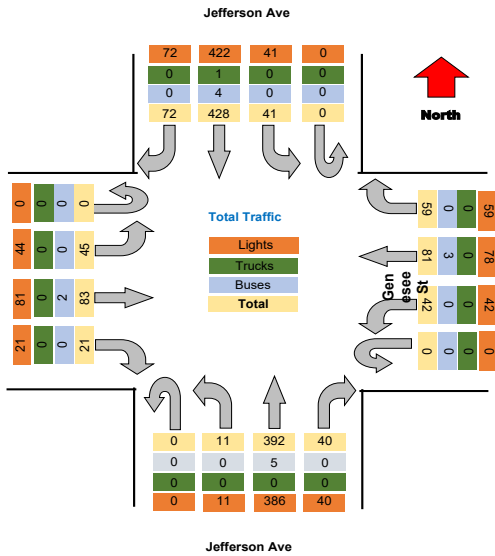 Jefferson Ave
72 422 41 0
0 1 0 0
0 4 0 0
72 428 41 0
North
0 0 0 0
44 0 0 45
81 0 2 83
21 0 0 21
Total Traffic
Lights
Trucks
Buses
Total
59 0 0 59
81 3 0 78
42 0 0 42
0 0 0 0
Gen
esee
St
0 11 392 40
0 0 5 0
0 0 0 0
0 11 386 40
Jefferson Ave